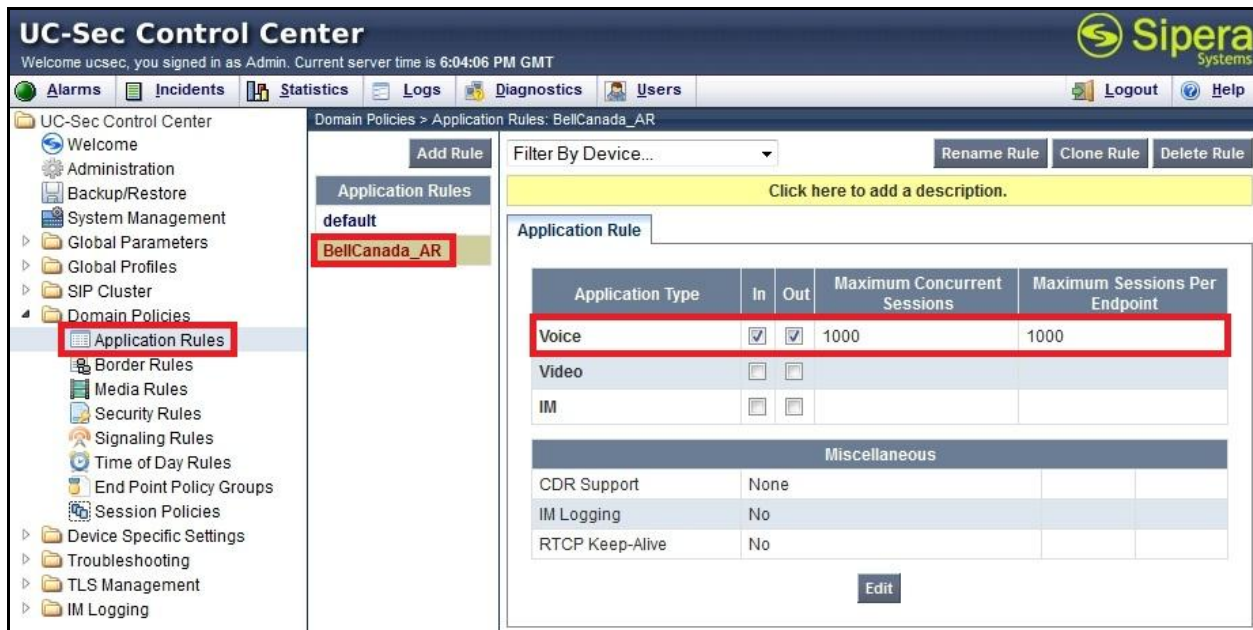 UC-Sec Control Center
Sipera
Systems
Welcome ucsec, you signed in as Admin. Current server time is 6:04:06 PM GMT
Alarms Incidents Statistics Logs Diagnostics Users Logout Help
UC-Sec Control Center
Welcome
Administration
Backup/Restore
System Management
Global Parameters
Global Profiles
SIP Cluster
Domain Policies
Application Rules
Border Rules
Media Rules
Security Rules
Signaling Rules
Time of Day Rules
End Point Policy Groups
Session Policies
Device Specific Settings
Troubleshooting
TLS Management
IM Logging
Domain Policies > Application Rules: BellCanada_AR
Add Rule
Application Rules
default
BellCanada_AR
Filter By Device... Rename Rule Clone Rule Delete Rule
Click here to add a description.
Application Rule
Application Type In Out Maximum Concurrent Sessions Maximum Sessions Per Endpoint
Voice 1000 1000
Video
IM
Miscellaneous
CDR Support None
IM Logging No
RTCP Keep-Alive No
Edit